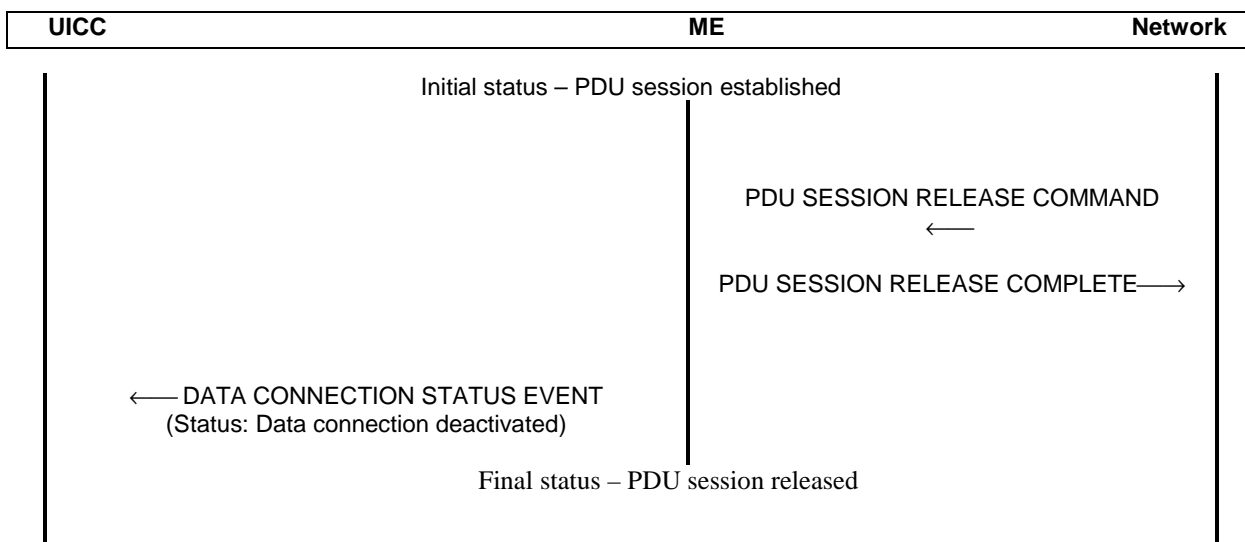 UICC ME Network
Initial status – PDU session established
PDU SESSION RELEASE COMMAND
←
PDU SESSION RELEASE COMPLETE→
← DATA CONNECTION STATUS EVENT
(Status: Data connection deactivated)
Final status – PDU session released